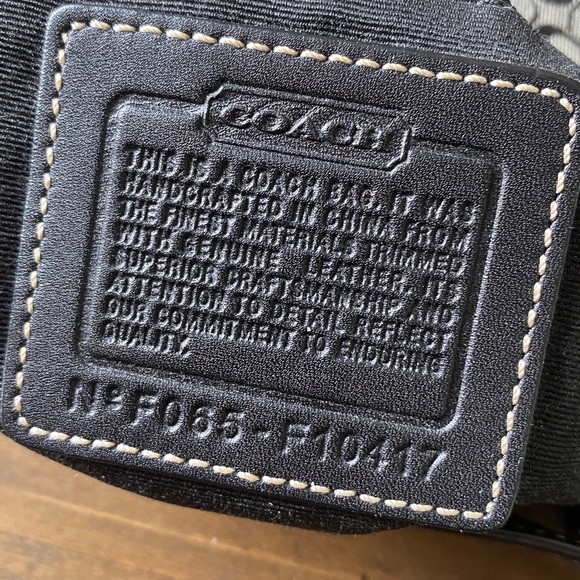 COACH
THIS IS A COACH BAG. IT WAS
HANDCRAFTED IN CHINA FROM
THE FINEST MATERIALS TRIMMED
WITH GENUINE LEATHER. ITS
SUPERIOR CRAFTSMANSHIP AND
ATTENTION TO DETAIL REFLECT
OUR COMMITMENT TO ENDURING
QUALITY.
Nº F065-F10417